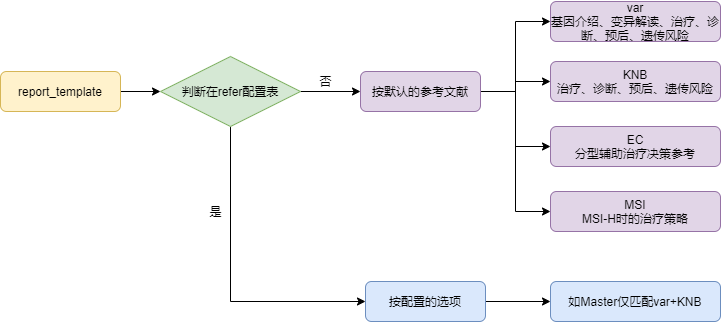 report_template
判断在refer配置表
否
按默认的参考文献
var
基因介绍、变异解读、治疗、诊
断、预后、遗传风险
KNB
治疗、诊断、预后、遗传风险
EC
分型辅助治疗决策参考
MSI
MSI-H时的治疗策略
是
按配置的选项
如Master仅匹配var+KNB